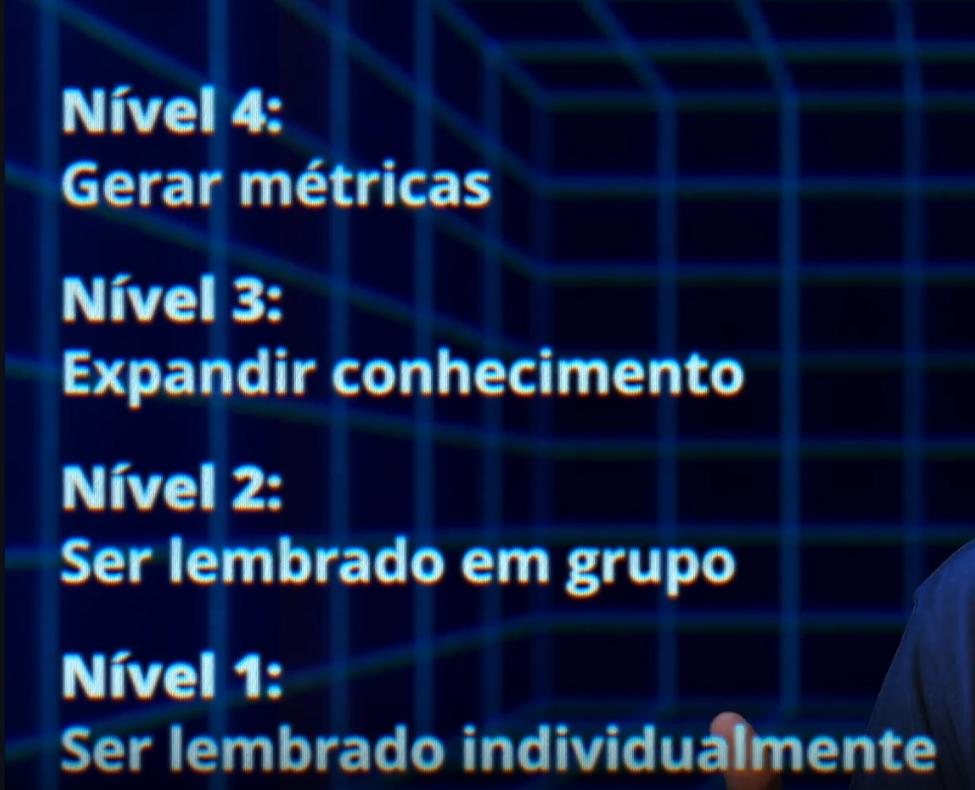 Nível 4:
Gerar métricas
Nível 3:
Expandir conhecimento
Nível 2:
Ser lembrado em grupo
Nível 1:
Ser lembrado individualmente